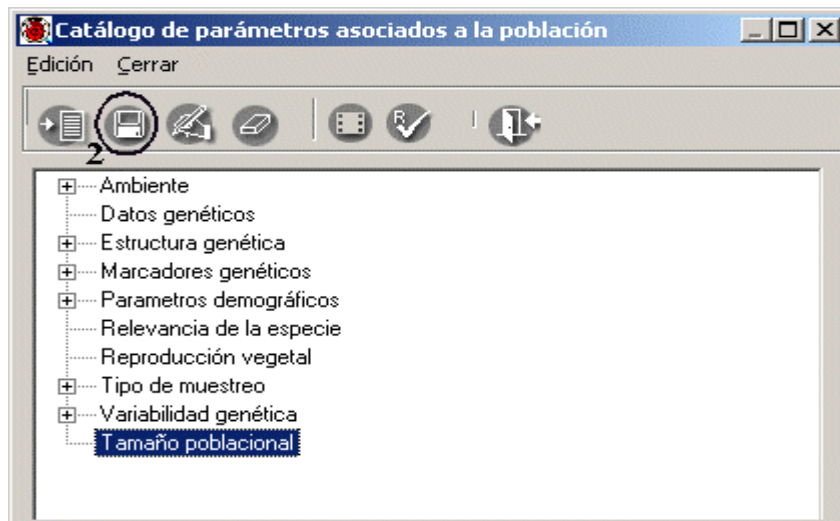 Catálogo de parámetros asociados a la población
Edición Cerrar
R
2
Ambiente
Datos genéticos
Estructura genética
Marcadores genéticos
Parametros demográficos
Relevancia de la especie
Reproducción vegetal
Tipo de muestreo
Variabilidad genética
Tamaño poblacional